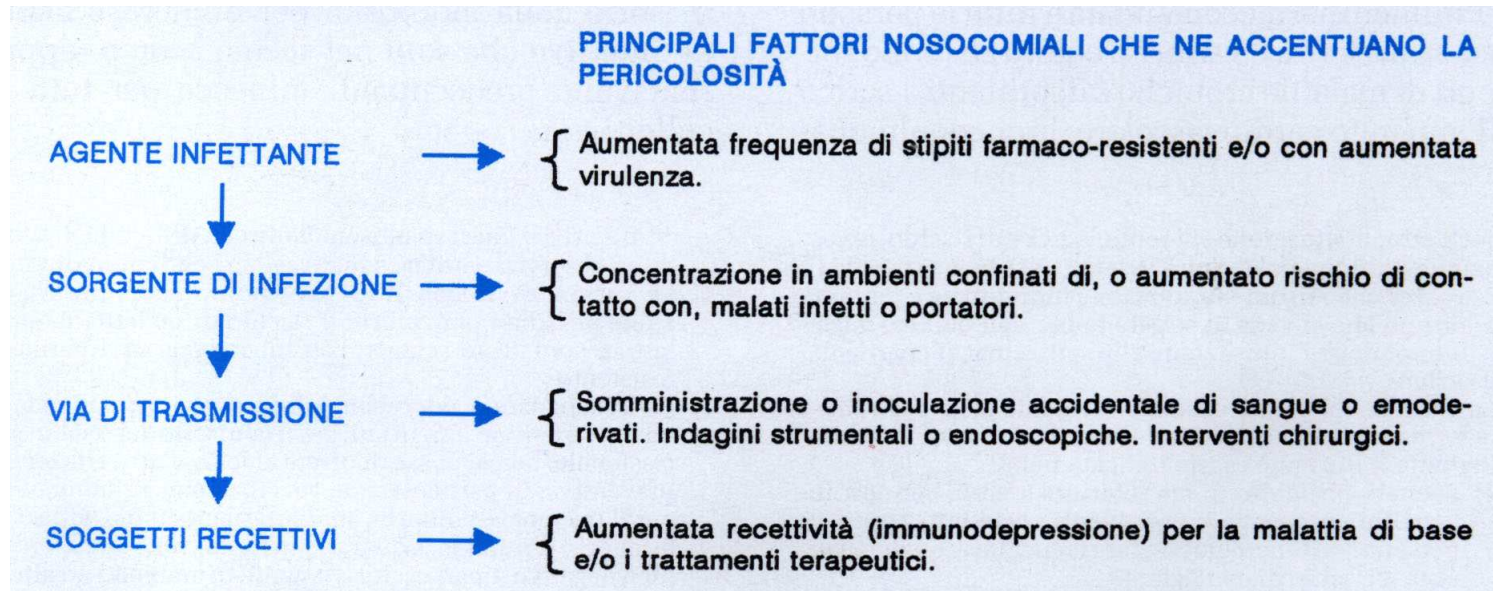 PRINCIPALI FATTORI NOSOCOMIALI CHE NE ACCENTUANO LA
PERICOLOSITÀ
AGENTE INFETTANTE
Aumentata frequenza di stipiti farmaco-resistenti e/o con aumentata
virulenza.
SORGENTE DI INFEZIONE
Concentrazione in ambienti confinati di, o aumentato rischio di con-
tatto con, malati infetti o portatori.
VIA DI TRASMISSIONE
Somministrazione o inoculazione accidentale di sangue o emode-
rivati. Indagini strumentali o endoscopiche. Interventi chirurgici.
SOGGETTI RECETTIVI
Aumentata recettività (immunodepressione) per la malattia di base
e/o i trattamenti terapeutici.